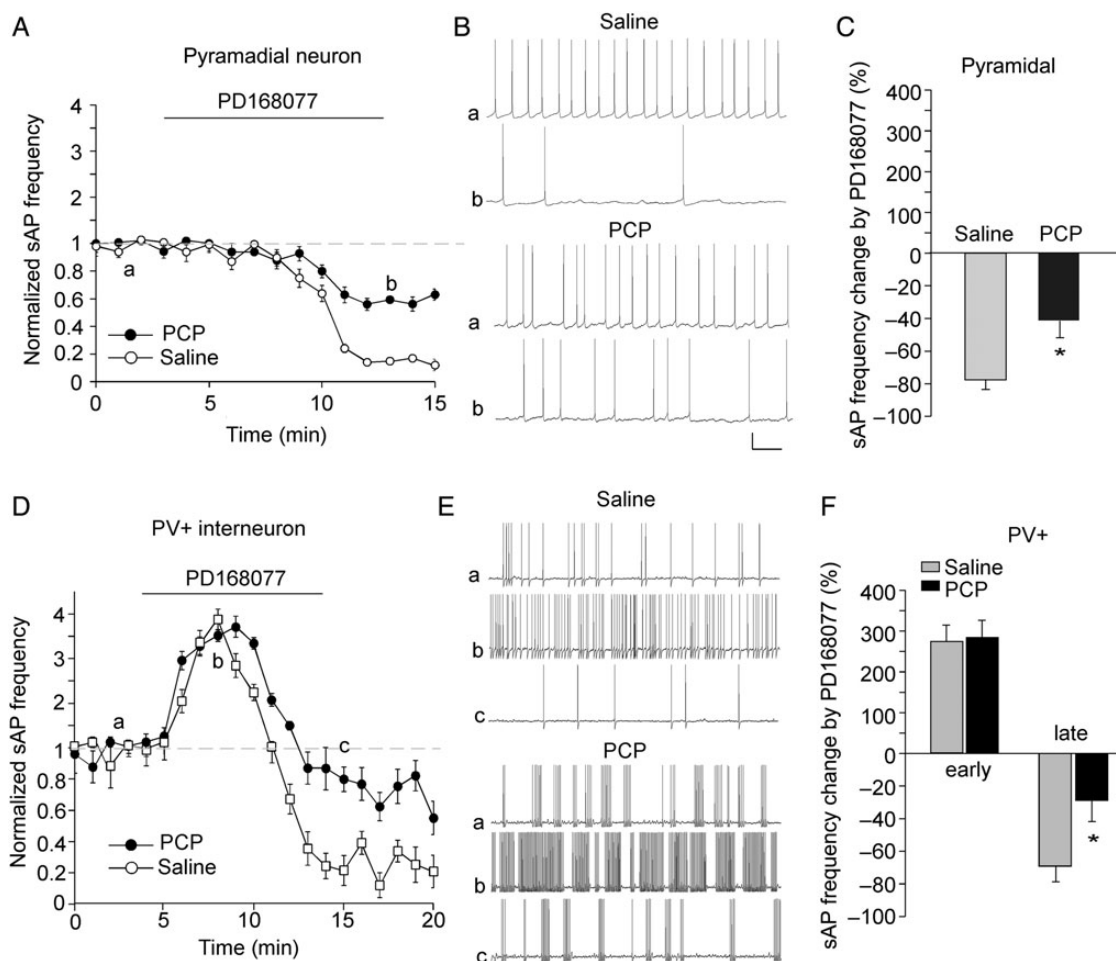 A
Pyramadial neuron
PD168077
Normalized sAP frequency
4
3
2
1
0.8
0.6
0.4
0.2
0
a
b
PCP
Saline
0
5
10
15
Time (min)
B
Saline
a
b
PCP
a
b
C
Pyramidal
sAP frequency change by PD168077 (%)
400
300
200
100
0
–20
–40
–60
–80
–100
Saline
PCP
*
D
PV+ interneuron
PD168077
Normalized sAP frequency
4
3
2
1
0.8
0.6
0.4
0.2
0
a
b
c
PCP
Saline
0
5
10
15
20
Time (min)
E
Saline
a
b
c
PCP
a
b
c
F
PV+
Saline
PCP
sAP frequency change by PD168077 (%)
400
300
200
300
0
–20
–40
–60
–80
–100
early
late
*